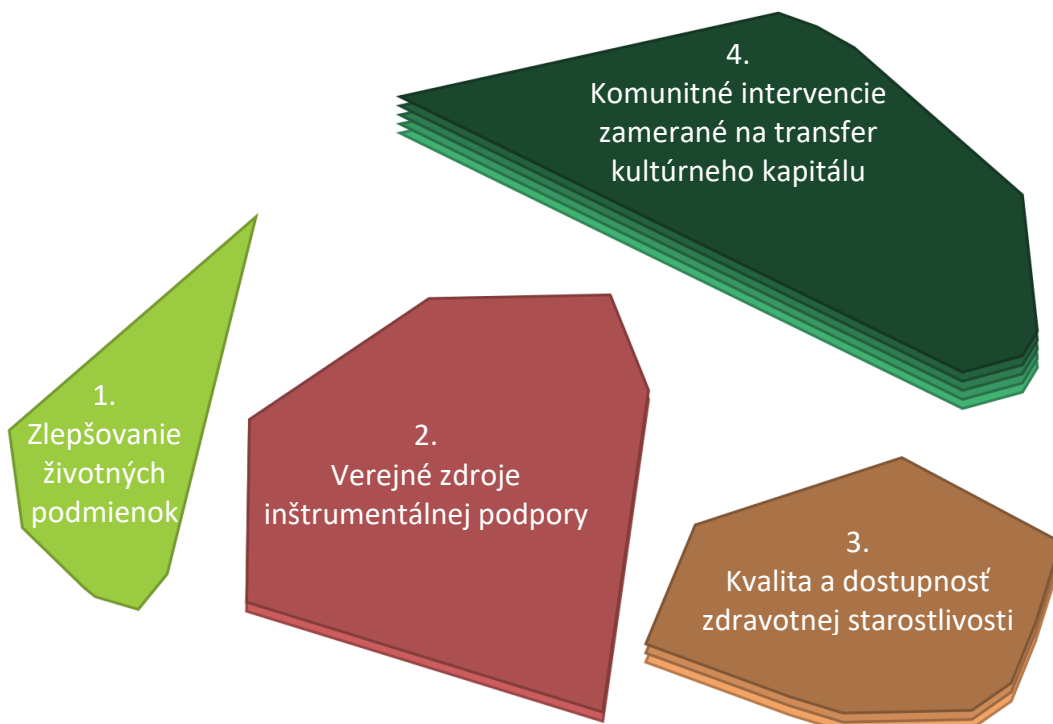 1.
Zlepšovanie
životných
podmienok
2.
Verejné zdroje
inštrumentálnej podpory
3.
Kvalita a dostupnosť
zdravotnej starostlivosti
4.
Komunitné intervencie
zamerané na transfer
kultúrneho kapitálu